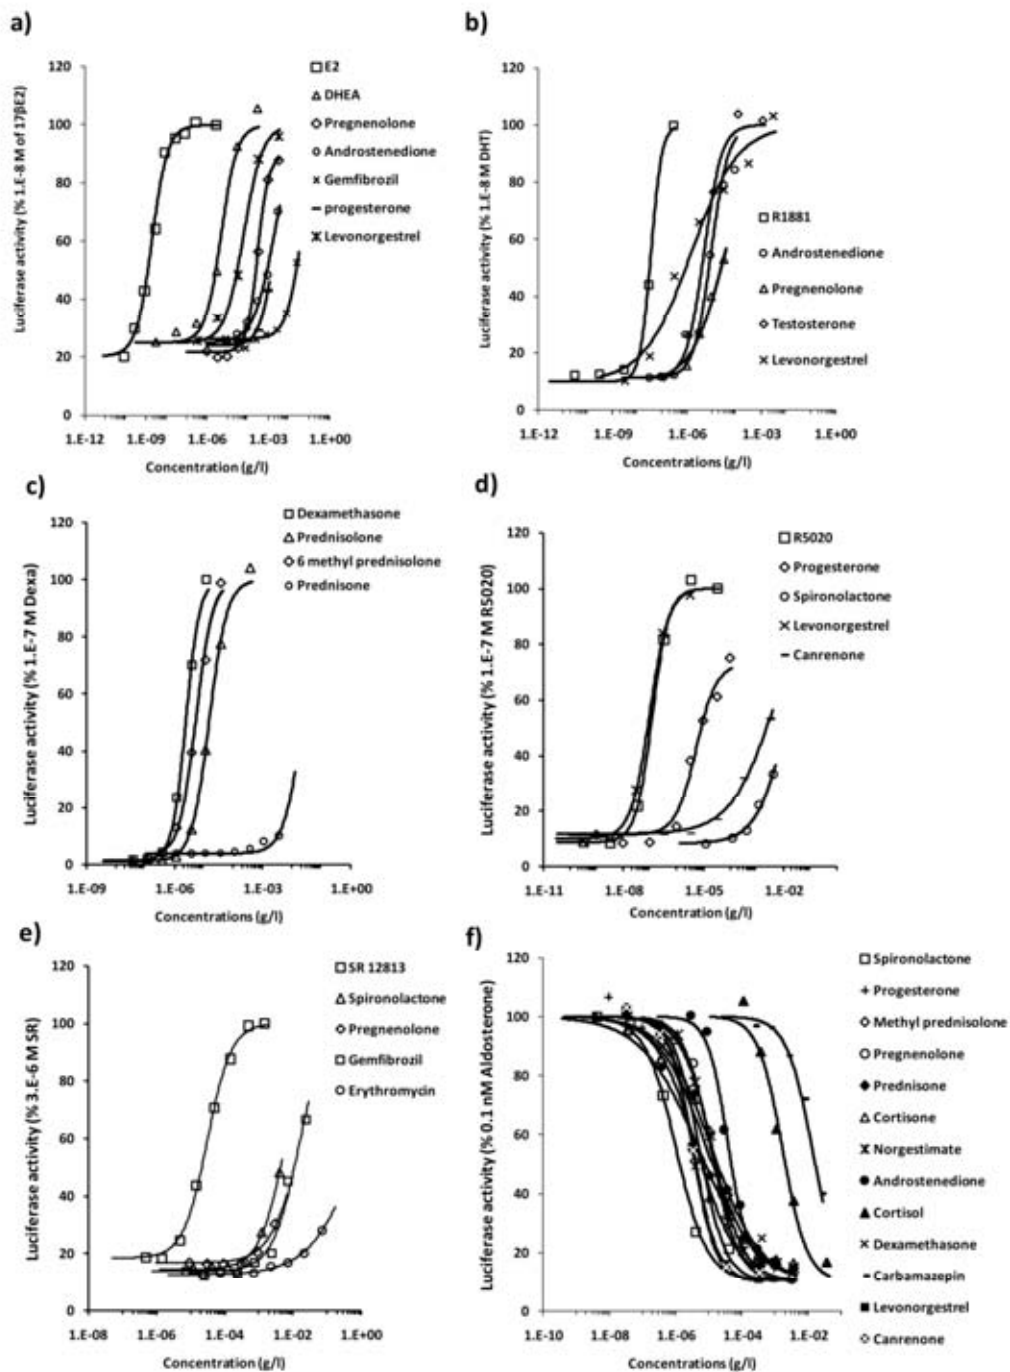 a)
Luciferase activity (% 1.E-8 M of 17βE2)
120
100
80
60
40
20
0
1.E-12
1.E-09
1.E-06
1.E-03
1.E+00
Concentration (g/l)
E2
DHEA
Pregnenolone
Androstenedione
Gemfibrozil
progesterone
Levonorgestrel
b)
Luciferase activity (% 1.E-8 M DHT)
120
100
80
60
40
20
0
1.E-12
1.E-09
1.E-06
1.E-03
1.E+00
Concentrations (g/l)
R1881
Androstenedione
Pregnenolone
Testosterone
Levonorgestrel
c)
Luciferase activity (% 1.E-7 M Dexa)
120
100
80
60
40
20
0
1.E-09
1.E-06
1.E-03
1.E+00
Concentrations (g/l)
Dexamethasone
Prednisolone
6 methyl prednisolone
Prednisone
d)
Luciferase activity (% 1.E-7 M R5020)
120
100
80
60
40
20
0
1.E-11
1.E-08
1.E-05
1.E-02
Concentration (g/l)
R5020
Progesterone
Spironolactone
Levonorgestrel
Canrenone
e)
Luciferase activity (% 3.E-6 M SR)
120
100
80
60
40
20
0
1.E-08
1.E-06
1.E-04
1.E-02
1.E+00
Concentration (g/l)
SR 12813
Spironolactone
Pregnenolone
Gemfibrozil
Erythromycin
f)
Luciferase activity (% 0.1 nM Aldosterone)
120
100
80
60
40
20
0
1.E-10
1.E-08
1.E-06
1.E-04
1.E-02
Concentration (g/l)
Spironolactone
Progesterone
Methyl prednisolone
Pregnenolone
Prednisone
Cortisone
Norgestimate
Androstenedione
Cortisol
Dexamethasone
Carbamazepin
Levonorgestrel
Canrenone